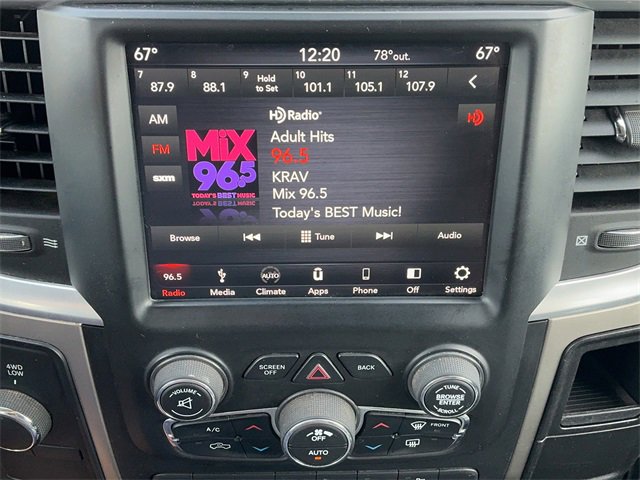 67° 12:20 78°out. 67°
7 8 9 Hold to Set 10 11 12
87.9 88.1 101.1 105.1 107.9
AM
FM
sxm
MiX
96.5
TODAY'S BEST MUSIC!
HD Radio
Adult Hits
96.5
KRAV
Mix 96.5
Today's BEST Music!
HD
Browse Tune Audio
96.5 AUTO
Radio Media Climate Apps Phone Off Settings
SCREEN OFF
BACK
VOLUME
TUNE
BROWSE
ENTER
SCROLL
4WD
LOW
A/C
OFF
AUTO
FRONT